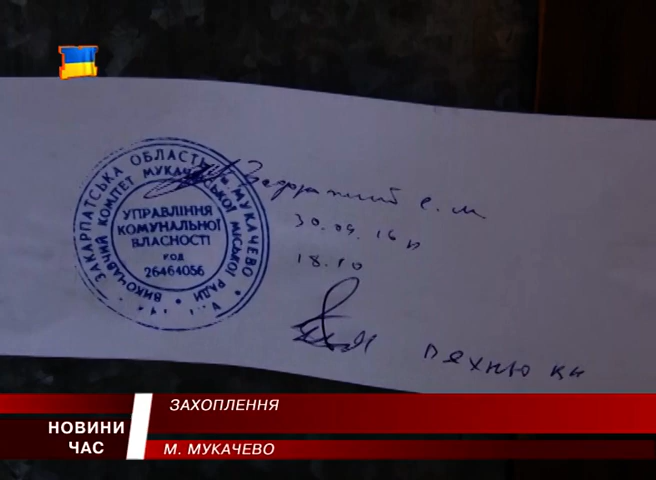 ЗАКАРПАТСЬКА ОБЛАСТЬ м. МУКАЧЕВО
ВИКОНАВЧИЙ КОМІТЕТ МУКАЧІВСЬКОЇ МІСЬКОЇ РАДИ
УПРАВЛІННЯ
КОМУНАЛЬНОЇ
ВЛАСНОСТІ
КОД
26464056
30.09.16 р
18.10
ЗАХОПЛЕННЯ
НОВИНИ
ЧАС
М. МУКАЧЕВО